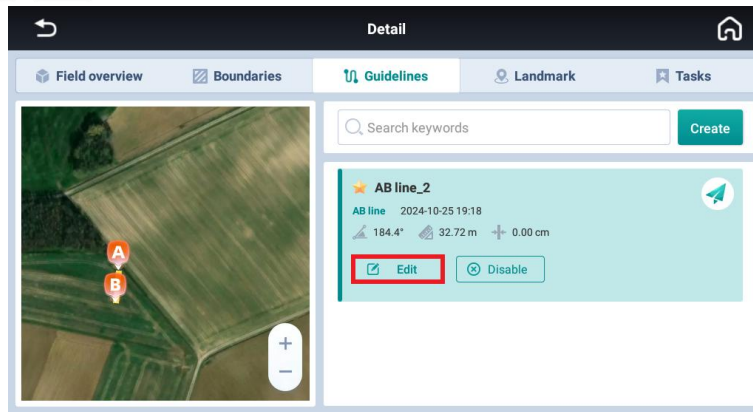 Detail
Field overview Boundaries Guidelines Landmark Tasks
Search keywords Create
AB line_2
AB line 2024-10-25 19:18
184.4° 32.72 m 0.00 cm
Edit Disable
A
B
+
−